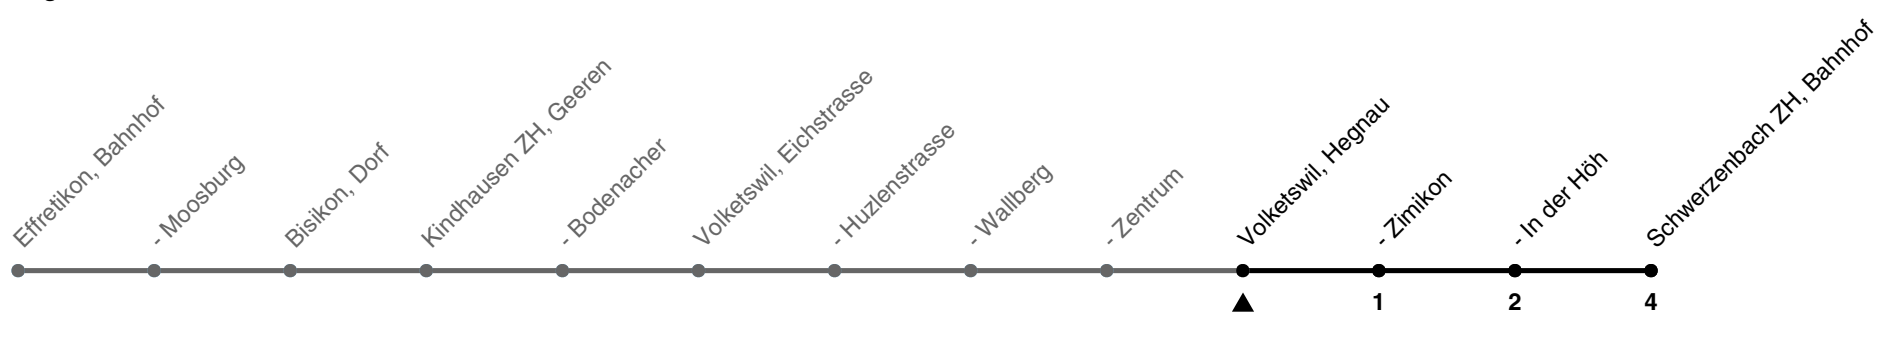 Effretikon, Bahnhof
- Moosburg
Bisikon, Dorf
Kindhausen ZH, Geeren
- Bodenacher
Volketswil, Eichstrasse
- Huzlenstrasse
- Wallberg
- Zentrum
Volketswil, Hegnau
- Zimikon
- In der Höh
Schwerzenbach ZH, Bahnhof
1 2 4